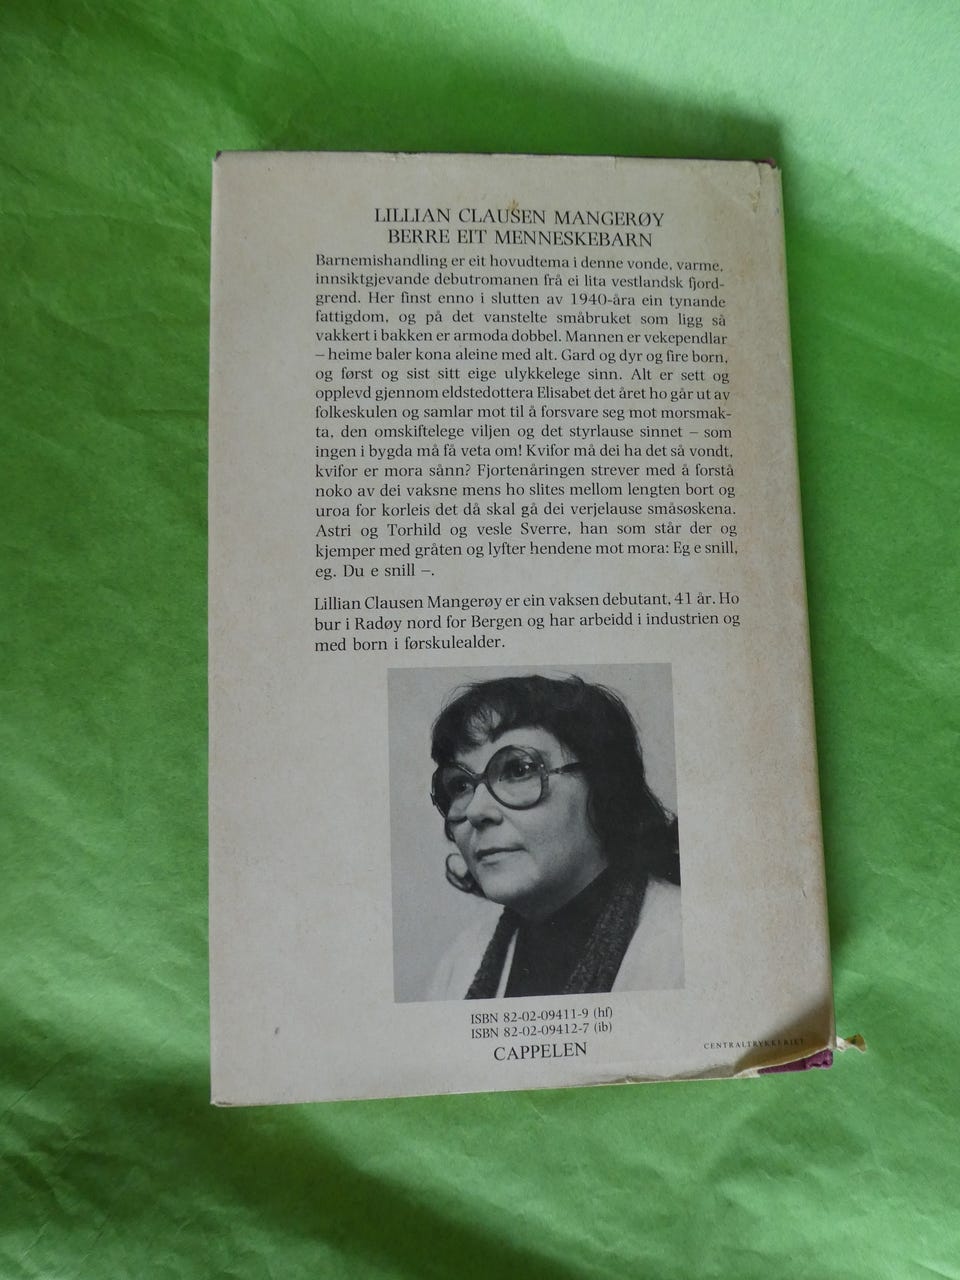 LILLIAN CLAUSEN MANGERØY
BERRE EIT MENNESKEBARN
Barnemishandling er eit hovudtema i denne vonde, varme,
innsiktgjevande debutromanen frå ei lita vestlandsk fjord-
grend. Her finst enno i slutten av 1940-åra ein tynande
fattigdom, og på det vanstelte småbruket som ligg så
vakkert i bakken er armoda dobbel. Mannen er vekependlar
– heime baler kona aleine med alt. Gard og dyr og fire born,
og først og sist sitt eige ulykkelege sinn. Alt er sett og
opplevd gjennom eldstedottera Elisabet det året ho går ut av
folkeskulen og samlar mot til å forsvare seg mot morsmak-
ta, den omskiftelege viljen og det styrlause sinnet – som
ingen i bygda må få veta om! Kvifor må dei ha det så vondt,
kvifor er mora sånn? Fjortenåringen strever med å forstå
noko av dei vaksne mens ho slites mellom lengten bort og
uroa for korleis det då skal gå dei verjelause småsøskena.
Astri og Torhild og vesle Sverre, han som står der og
kjemper med gråten og lyfter hendene mot mora: Eg e snill,
eg. Du e snill –.
Lillian Clausen Mangerøy er ein vaksen debutant, 41 år. Ho
bur i Radøy nord for Bergen og har arbeidd i industrien og
med born i førskulealder.
ISBN 82-02-09411-9 (hf)
ISBN 82-02-09412-7 (ib)
CAPPELEN
CENTRALTRYKKERIET